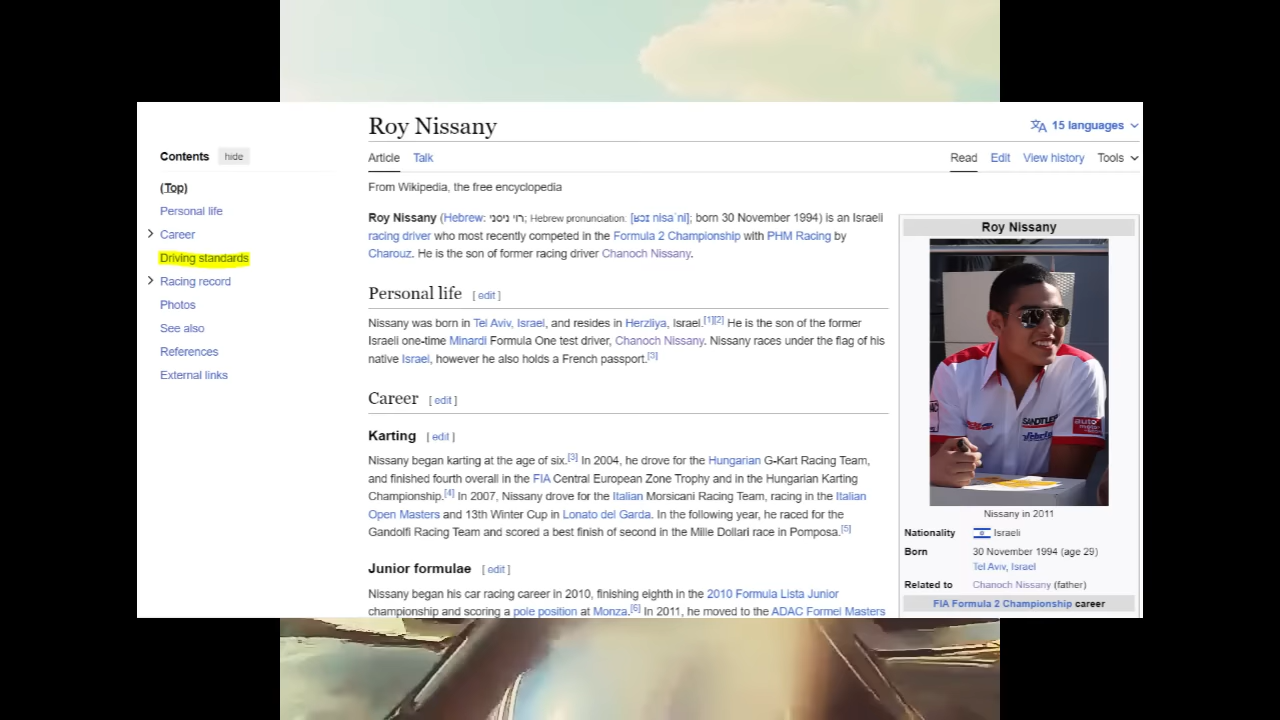 Roy Nissany
15 languages
Contents hide
Article Talk Read Edit View history Tools
(Top)
Personal life
Career
Driving standards
Racing record
Photos
See also
References
External links
From Wikipedia, the free encyclopedia
Roy Nissany (Hebrew: רוי ניסני; Hebrew pronunciation: [ʁɔɪ nisaˈni]; born 30 November 1994) is an Israeli
racing driver who most recently competed in the Formula 2 Championship with PHM Racing by
Charouz. He is the son of former racing driver Chanoch Nissany.
Personal life [ edit ]
Nissany was born in Tel Aviv, Israel, and resides in Herzliya, Israel.[1][2] He is the son of the former
Israeli one-time Minardi Formula One test driver, Chanoch Nissany. Nissany races under the flag of his
native Israel, however he also holds a French passport.[3]
Career [ edit ]
Karting [ edit ]
Nissany began karting at the age of six.[3] In 2004, he drove for the Hungarian G-Kart Racing Team,
and finished fourth overall in the FIA Central European Zone Trophy and in the Hungarian Karting
Championship.[4] In 2007, Nissany drove for the Italian Morsicani Racing Team, racing in the Italian
Open Masters and 13th Winter Cup in Lonato del Garda. In the following year, he raced for the
Gandolfi Racing Team and scored a best finish of second in the Mille Dollari race in Pomposa.[5]
Junior formulae [ edit ]
Nissany began his car racing career in 2010, finishing eighth in the 2010 Formula Lista Junior
championship and scoring a pole position at Monza.[6] In 2011, he moved to the ADAC Formel Masters
Roy Nissany
SANDTLER
auto
Nissany in 2011
Nationality Israeli
Born 30 November 1994 (age 29)
Tel Aviv, Israel
Related to Chanoch Nissany (father)
FIA Formula 2 Championship career